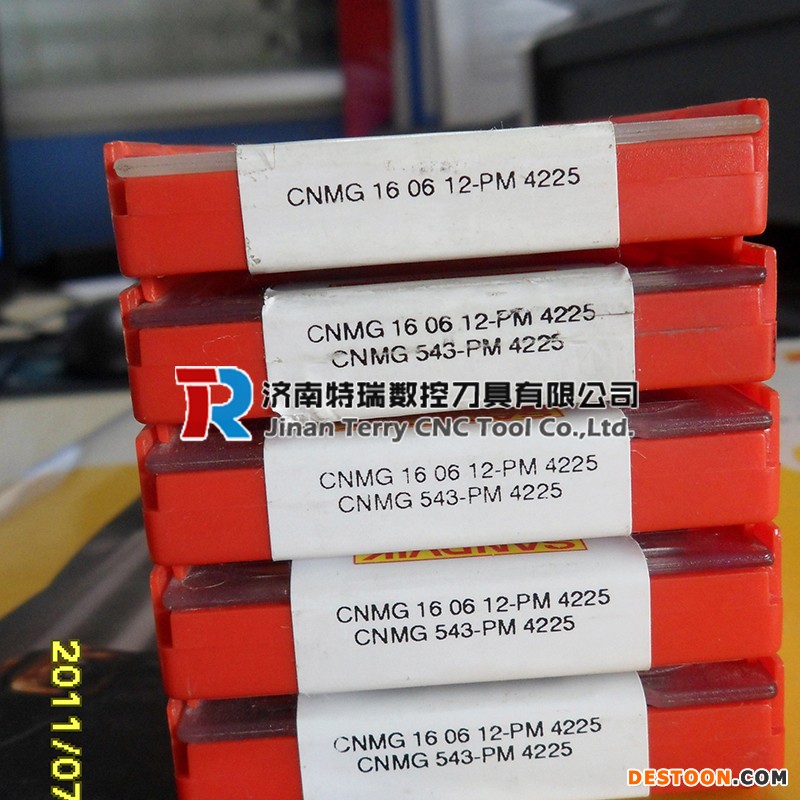 CNMG 16 06 12-PM 4225
CNMG 16 06 12-PM 4225
CNMG 543-PM 4225
TR
济南特瑞数控刀具有限公司
Jinan Terry CNC Tool Co.,Ltd.
CNMG 16 06 12-PM 4225
CNMG 543-PM 4225
SANDVIK
CNMG 16 06 12-PM 4225
CNMG 543-PM 4225
CNMG 16 06 12-PM 4225
CNMG 543-PM 4225
2011/07
DESTOON.COM